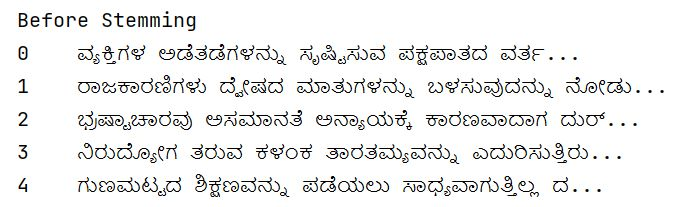 Before Stemming
0 ವ್ಯಕ್ತಿಗಳ ಅಡೆತಡೆಗಳನ್ನು ಸೃಷ್ಟಿಸುವ ಪಕ್ಷಪಾತದ ವರ್ತ...
1 ರಾಜಕಾರಣಿಗಳು ದ್ವೇಷದ ಮಾತುಗಳನ್ನು ಬಳಸುವುದನ್ನು ನೋಡು...
2 ಭ್ರಷ್ಟಾಚಾರವು ಅಸಮಾನತೆ ಅನ್ಯಾಯಕ್ಕೆ ಕಾರಣವಾದಾಗ ದುರ್...
3 ನಿರುದ್ಯೋಗ ತರುವ ಕಳಂಕ ತಾರತಮ್ಯವನ್ನು ಎದುರಿಸುತ್ತಿರು...
4 ಗುಣಮಟ್ಟದ ಶಿಕ್ಷಣವನ್ನು ಪಡೆಯಲು ಸಾಧ್ಯವಾಗುತ್ತಿಲ್ಲ ದ...